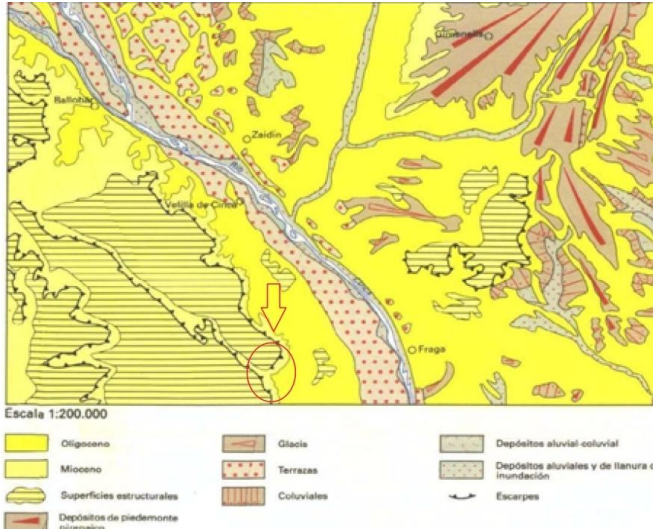 Gimenells
Ballobar
Zaidín
Velilla de Cinca
Fraga
Escala 1:200.000
Oligoceno
Mioceno
Superficies estructurales
Depósitos de piedemonte
pirenaico
Glacis
Terrazas
Coluviales
Depósitos aluvial-coluvial
Depósitos aluviales y de llanura d
inundación
Escarpes